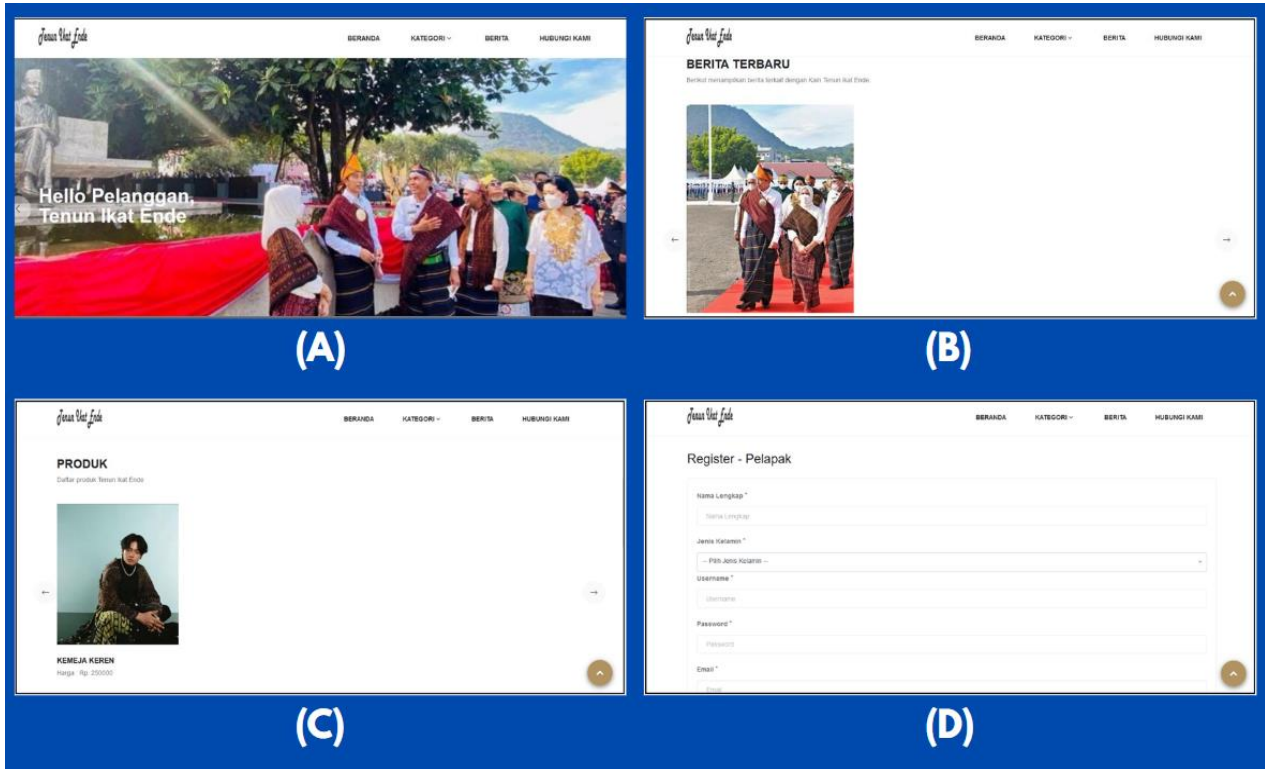 Tenun Ikat Ende
BERANDA KATEGORI BERITA HUBUNGI KAMI
Hello Pelanggan,
Tenun Ikat Ende
(A)
Tenun Ikat Ende
BERANDA KATEGORI BERITA HUBUNGI KAMI
BERITA TERBARU
Berikut menampilkan berita terkait dengan Kain Tenun Ikat Ende.
(B)
Tenun Ikat Ende
BERANDA KATEGORI BERITA HUBUNGI KAMI
PRODUK
Daftar produk Tenun Ikat Ende
KEMEJA KEREN
Harga : Rp. 250000
(C)
Tenun Ikat Ende
BERANDA KATEGORI BERITA HUBUNGI KAMI
Register - Pelapak
Nama Lengkap *
Nama Lengkap
Jenis Kelamin *
-- Pilih Jenis Kelamin --
Username *
Username
Password *
Password
Email *
Email
(D)